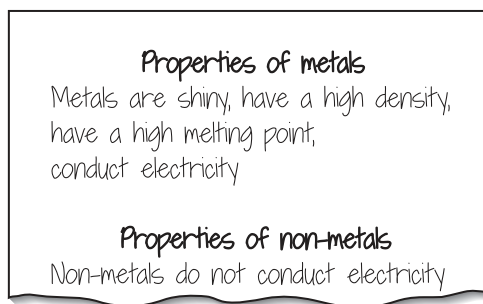 Properties of metals
Metals are shiny, have a high density,
have a high melting point,
conduct electricity
Properties of non-metals
Non-metals do not conduct electricity